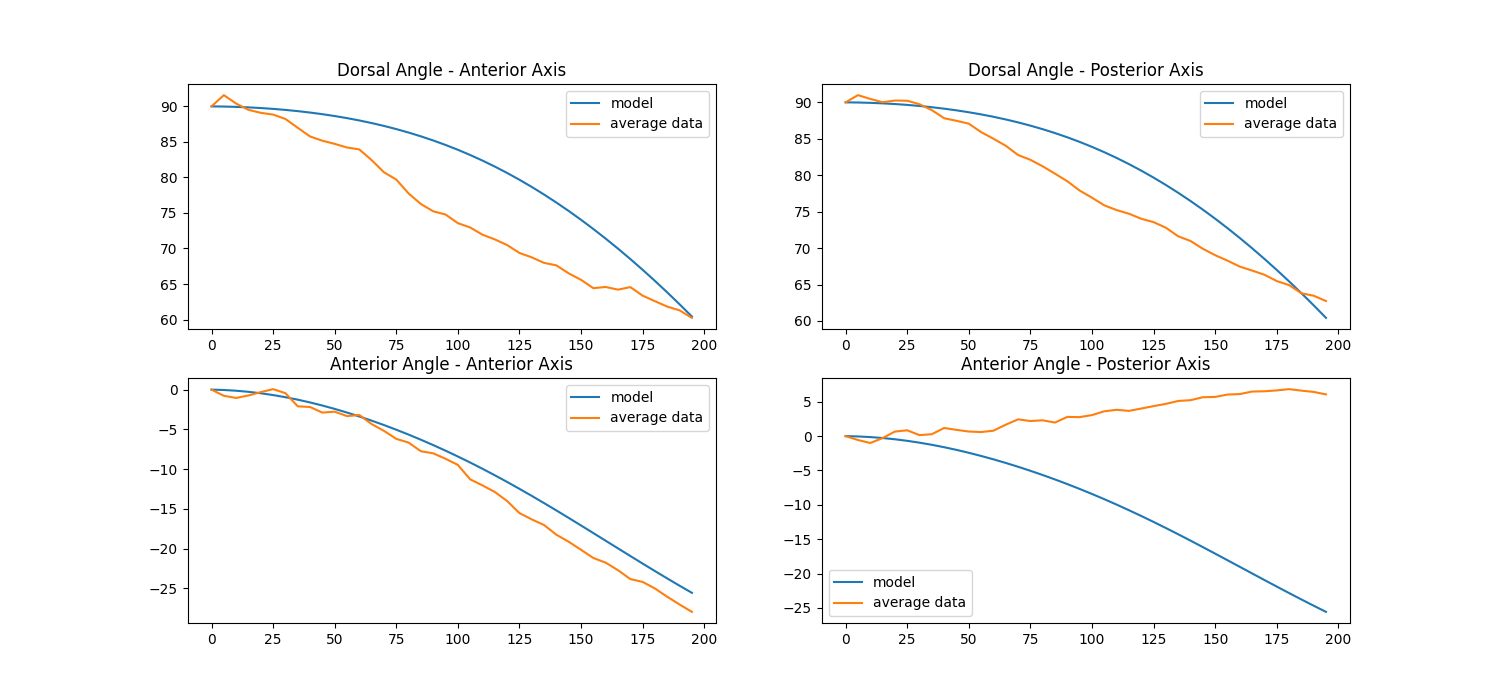 Dorsal Angle - Anterior Axis
90
85
80
75
70
65
60
0 25 50 75 100 125 150 175 200
model
average data
Dorsal Angle - Posterior Axis
90
85
80
75
70
65
60
0 25 50 75 100 125 150 175 200
model
average data
Anterior Angle - Anterior Axis
0
−5
−10
−15
−20
−25
0 25 50 75 100 125 150 175 200
model
average data
Anterior Angle - Posterior Axis
5
0
−5
−10
−15
−20
−25
0 25 50 75 100 125 150 175 200
model
average data